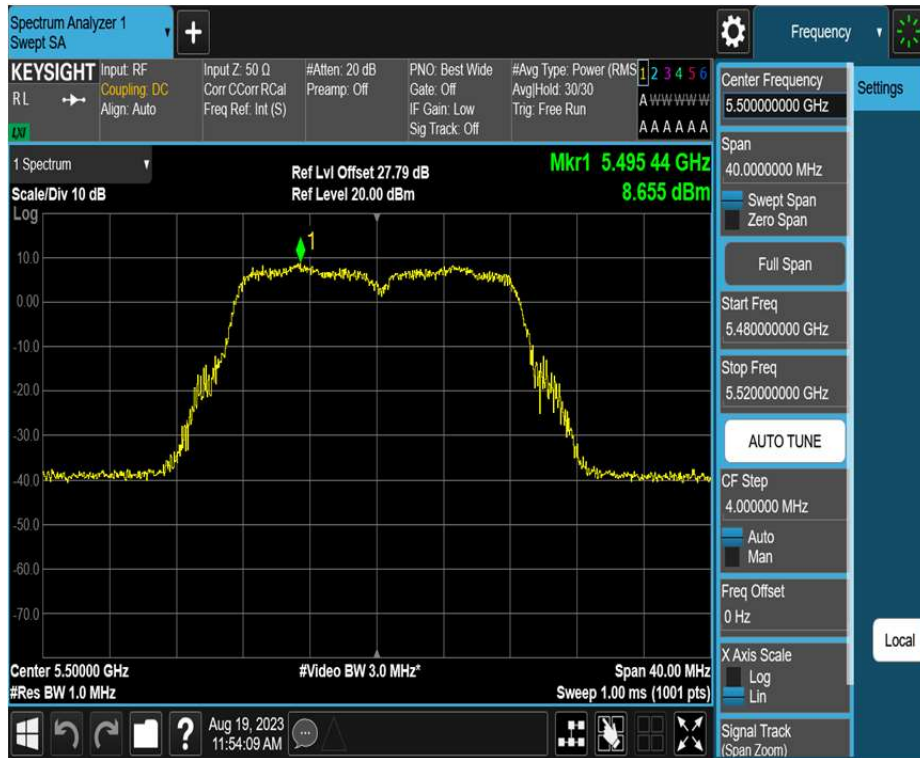 Spectrum Analyzer 1
Swept SA
Frequency
KEYSIGHT
R L
LXI
Input: RF
Coupling: DC
Align: Auto
Input Z: 50 Ω
Corr CCorr RCal
Freq Ref: Int (S)
#Atten: 20 dB
Preamp: Off
PNO: Best Wide
Gate: Off
IF Gain: Low
Sig Track: Off
#Avg Type: Power (RMS
Avg|Hold: 30/30
Trig: Free Run
1 2 3 4 5 6
A W W W W W
A A A A A A
Center Frequency
5.500000000 GHz
Settings
1 Spectrum
Scale/Div 10 dB
Log
Ref Lvl Offset 27.79 dB
Ref Level 20.00 dBm
Mkr1 5.495 44 GHz
8.655 dBm
1
10.0
0.00
-10.0
-20.0
-30.0
-40.0
-50.0
-60.0
-70.0
Center 5.50000 GHz
#Res BW 1.0 MHz
#Video BW 3.0 MHz*
Span 40.00 MHz
Sweep 1.00 ms (1001 pts)
Span
40.0000000 MHz
Swept Span
Zero Span
Full Span
Start Freq
5.480000000 GHz
Stop Freq
5.520000000 GHz
AUTO TUNE
CF Step
4.000000 MHz
Auto
Man
Freq Offset
0 Hz
X Axis Scale
Log
Lin
Signal Track
(Span Zoom)
Local
Aug 19, 2023
11:54:09 AM